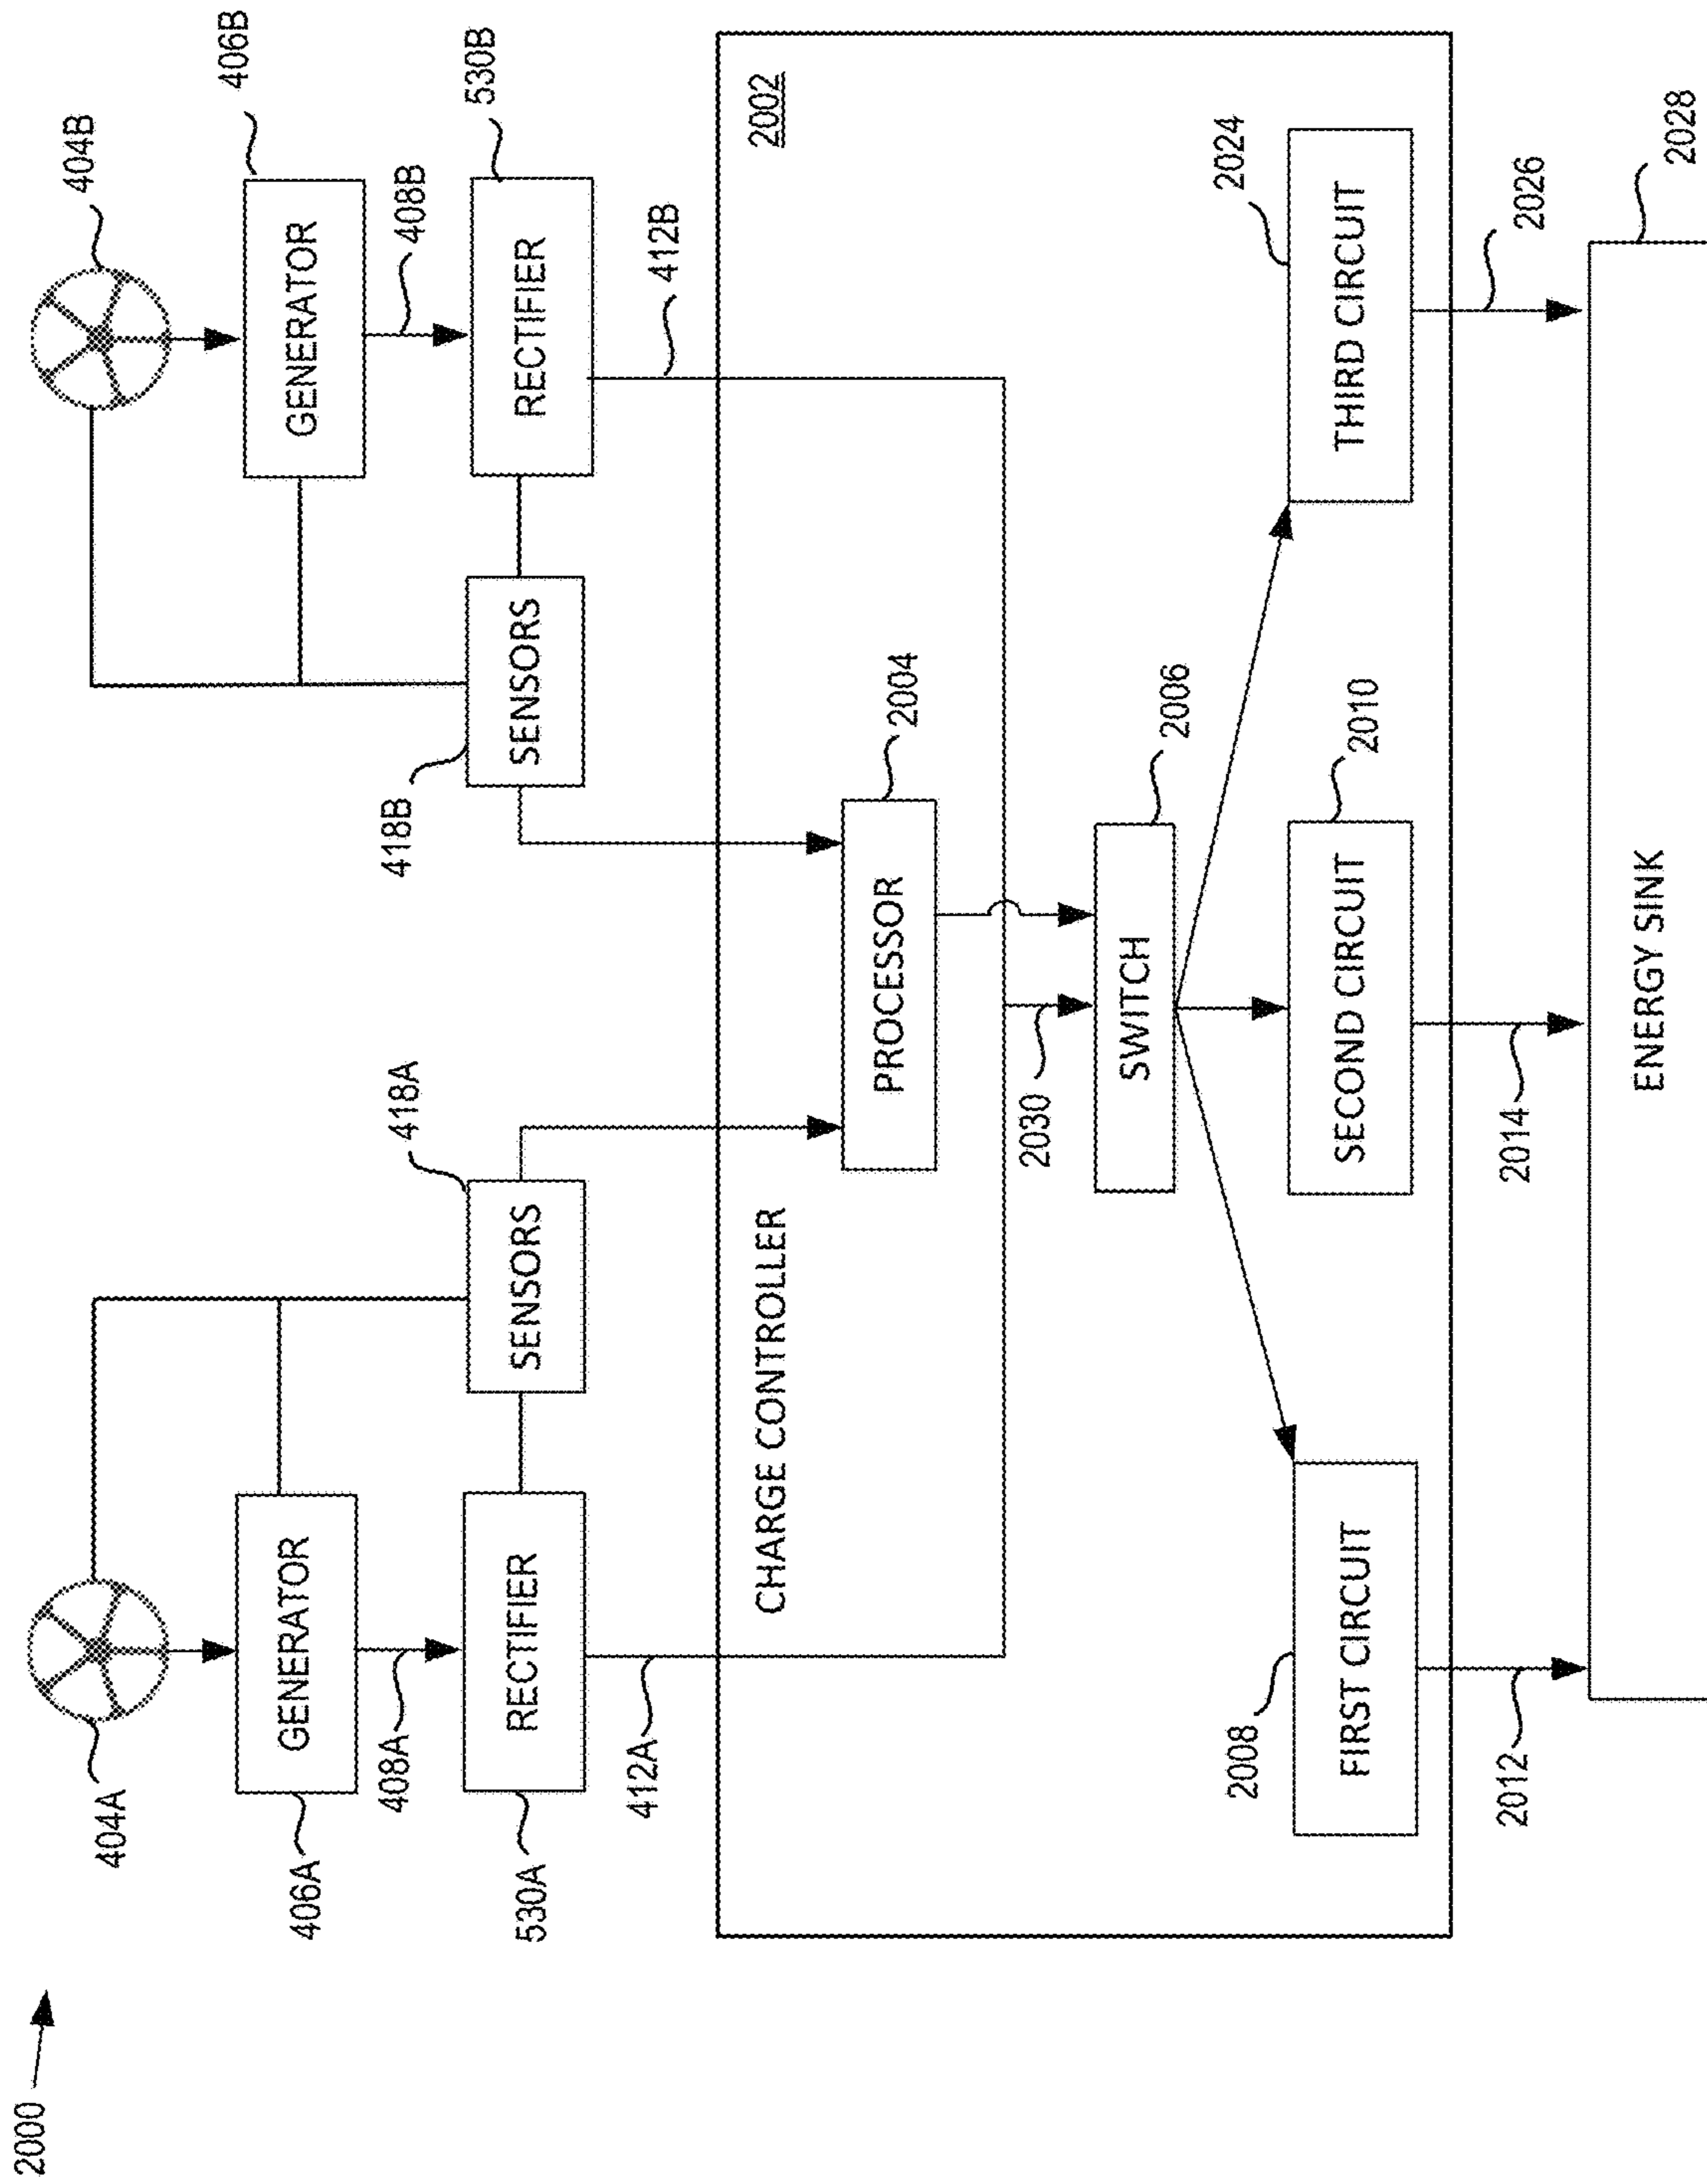 2000
404A
404B
406A
GENERATOR
406B
GENERATOR
408A
408B
418A
418B
530A
RECTIFIER
SENSORS
SENSORS
RECTIFIER
530B
412A
412B
CHARGE CONTROLLER
2002
PROCESSOR
2004
2030
SWITCH
2006
2008
FIRST CIRCUIT
SECOND CIRCUIT
2010
THIRD CIRCUIT
2024
2012
2014
2026
ENERGY SINK
2028